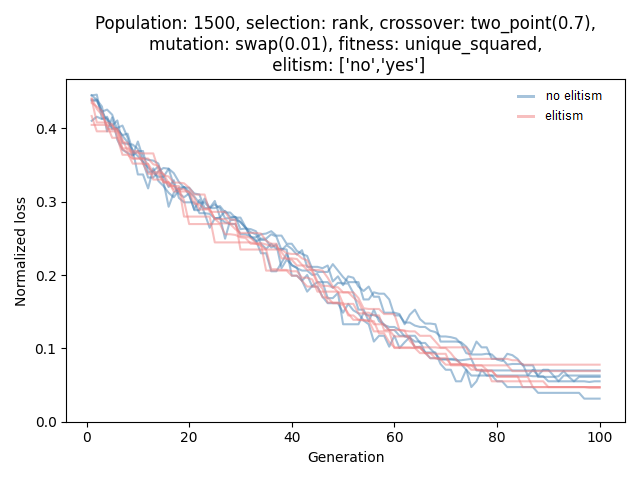 Population: 1500, selection: rank, crossover: two_point(0.7),
mutation: swap(0.01), fitness: unique_squared,
elitism: ['no','yes']
no elitism
elitism
Normalized loss
0.4
0.3
0.2
0.1
0.0
0
20
40
60
80
100
Generation